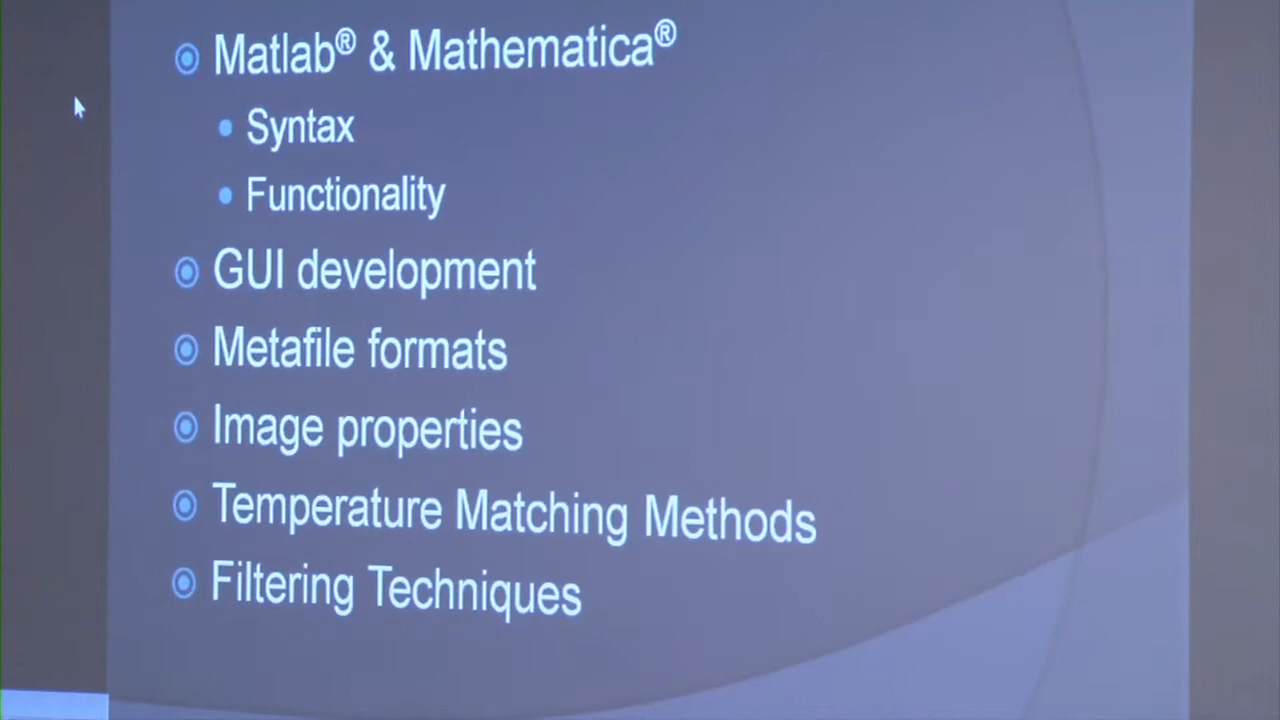 Matlab® & Mathematica®
Syntax
Functionality
GUI development
Metafile formats
Image properties
Temperature Matching Methods
Filtering Techniques